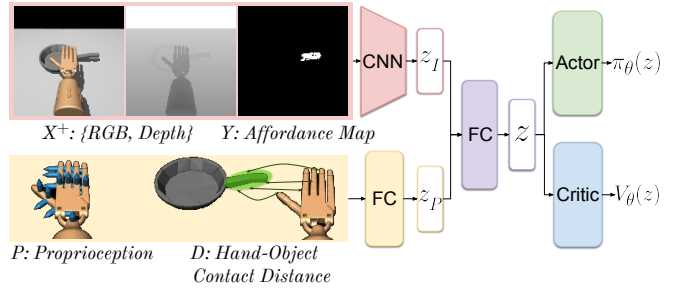 CNN
z_I
Actor
π_θ(z)
X⁺: {RGB, Depth}
Y: Affordance Map
FC
z
FC
z_P
Critic
V_θ(z)
P: Proprioception
D: Hand-Object
Contact Distance